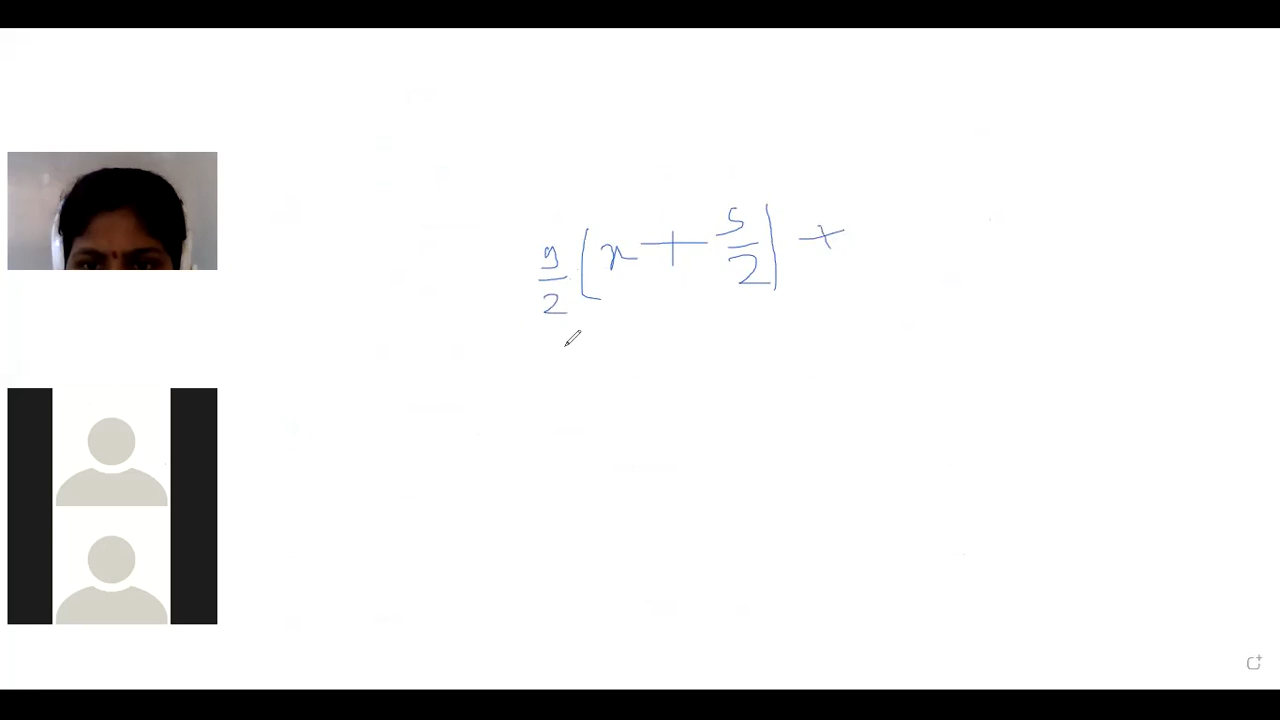 9/2 (x + 5/2) +